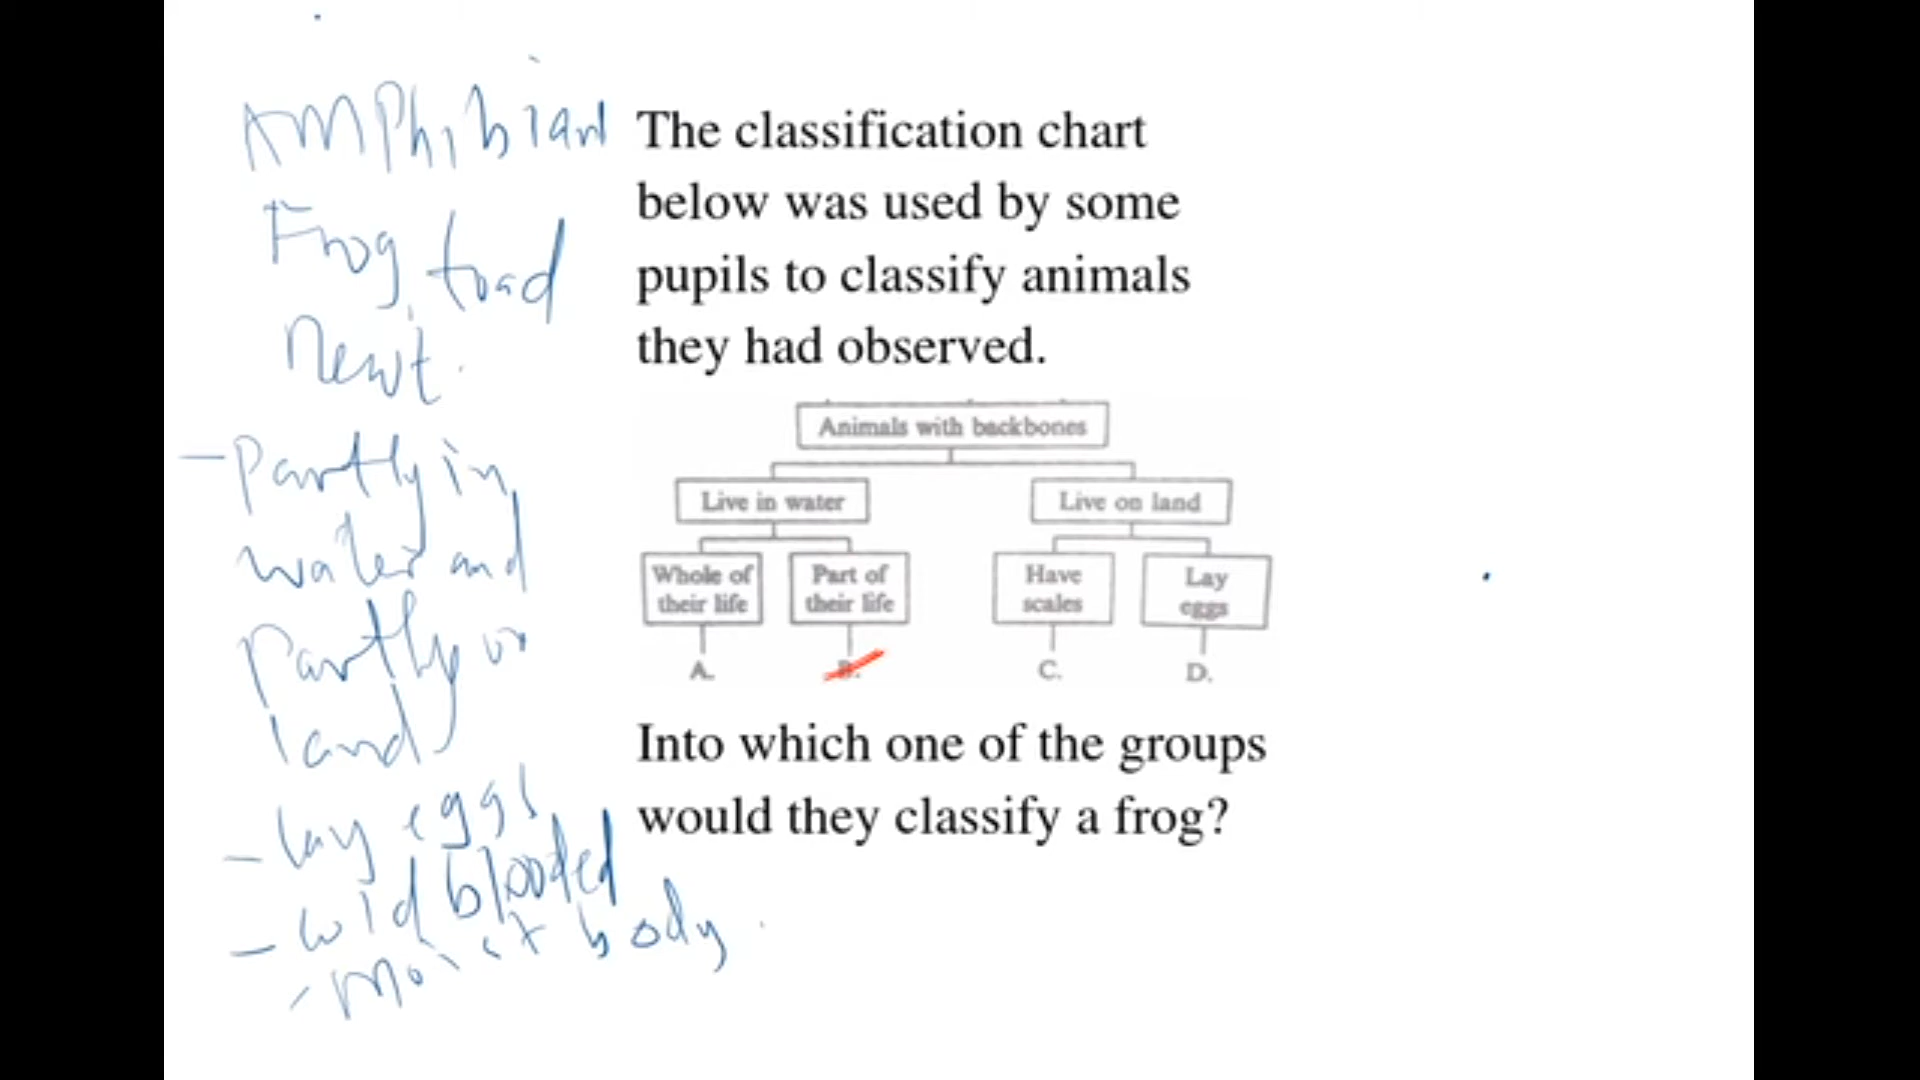 AMPhibian
Frog, toad
Newt.
- Partly in
water and
Partly on
land
- lay eggs
- cold blooded
- Moist body.
The classification chart
below was used by some
pupils to classify animals
they had observed.
Animals with backbones
Live in water
Live on land
Whole of
their life
Part of
their life
Have
scales
Lay
eggs
A.
B.
C.
D.
Into which one of the groups
would they classify a frog?